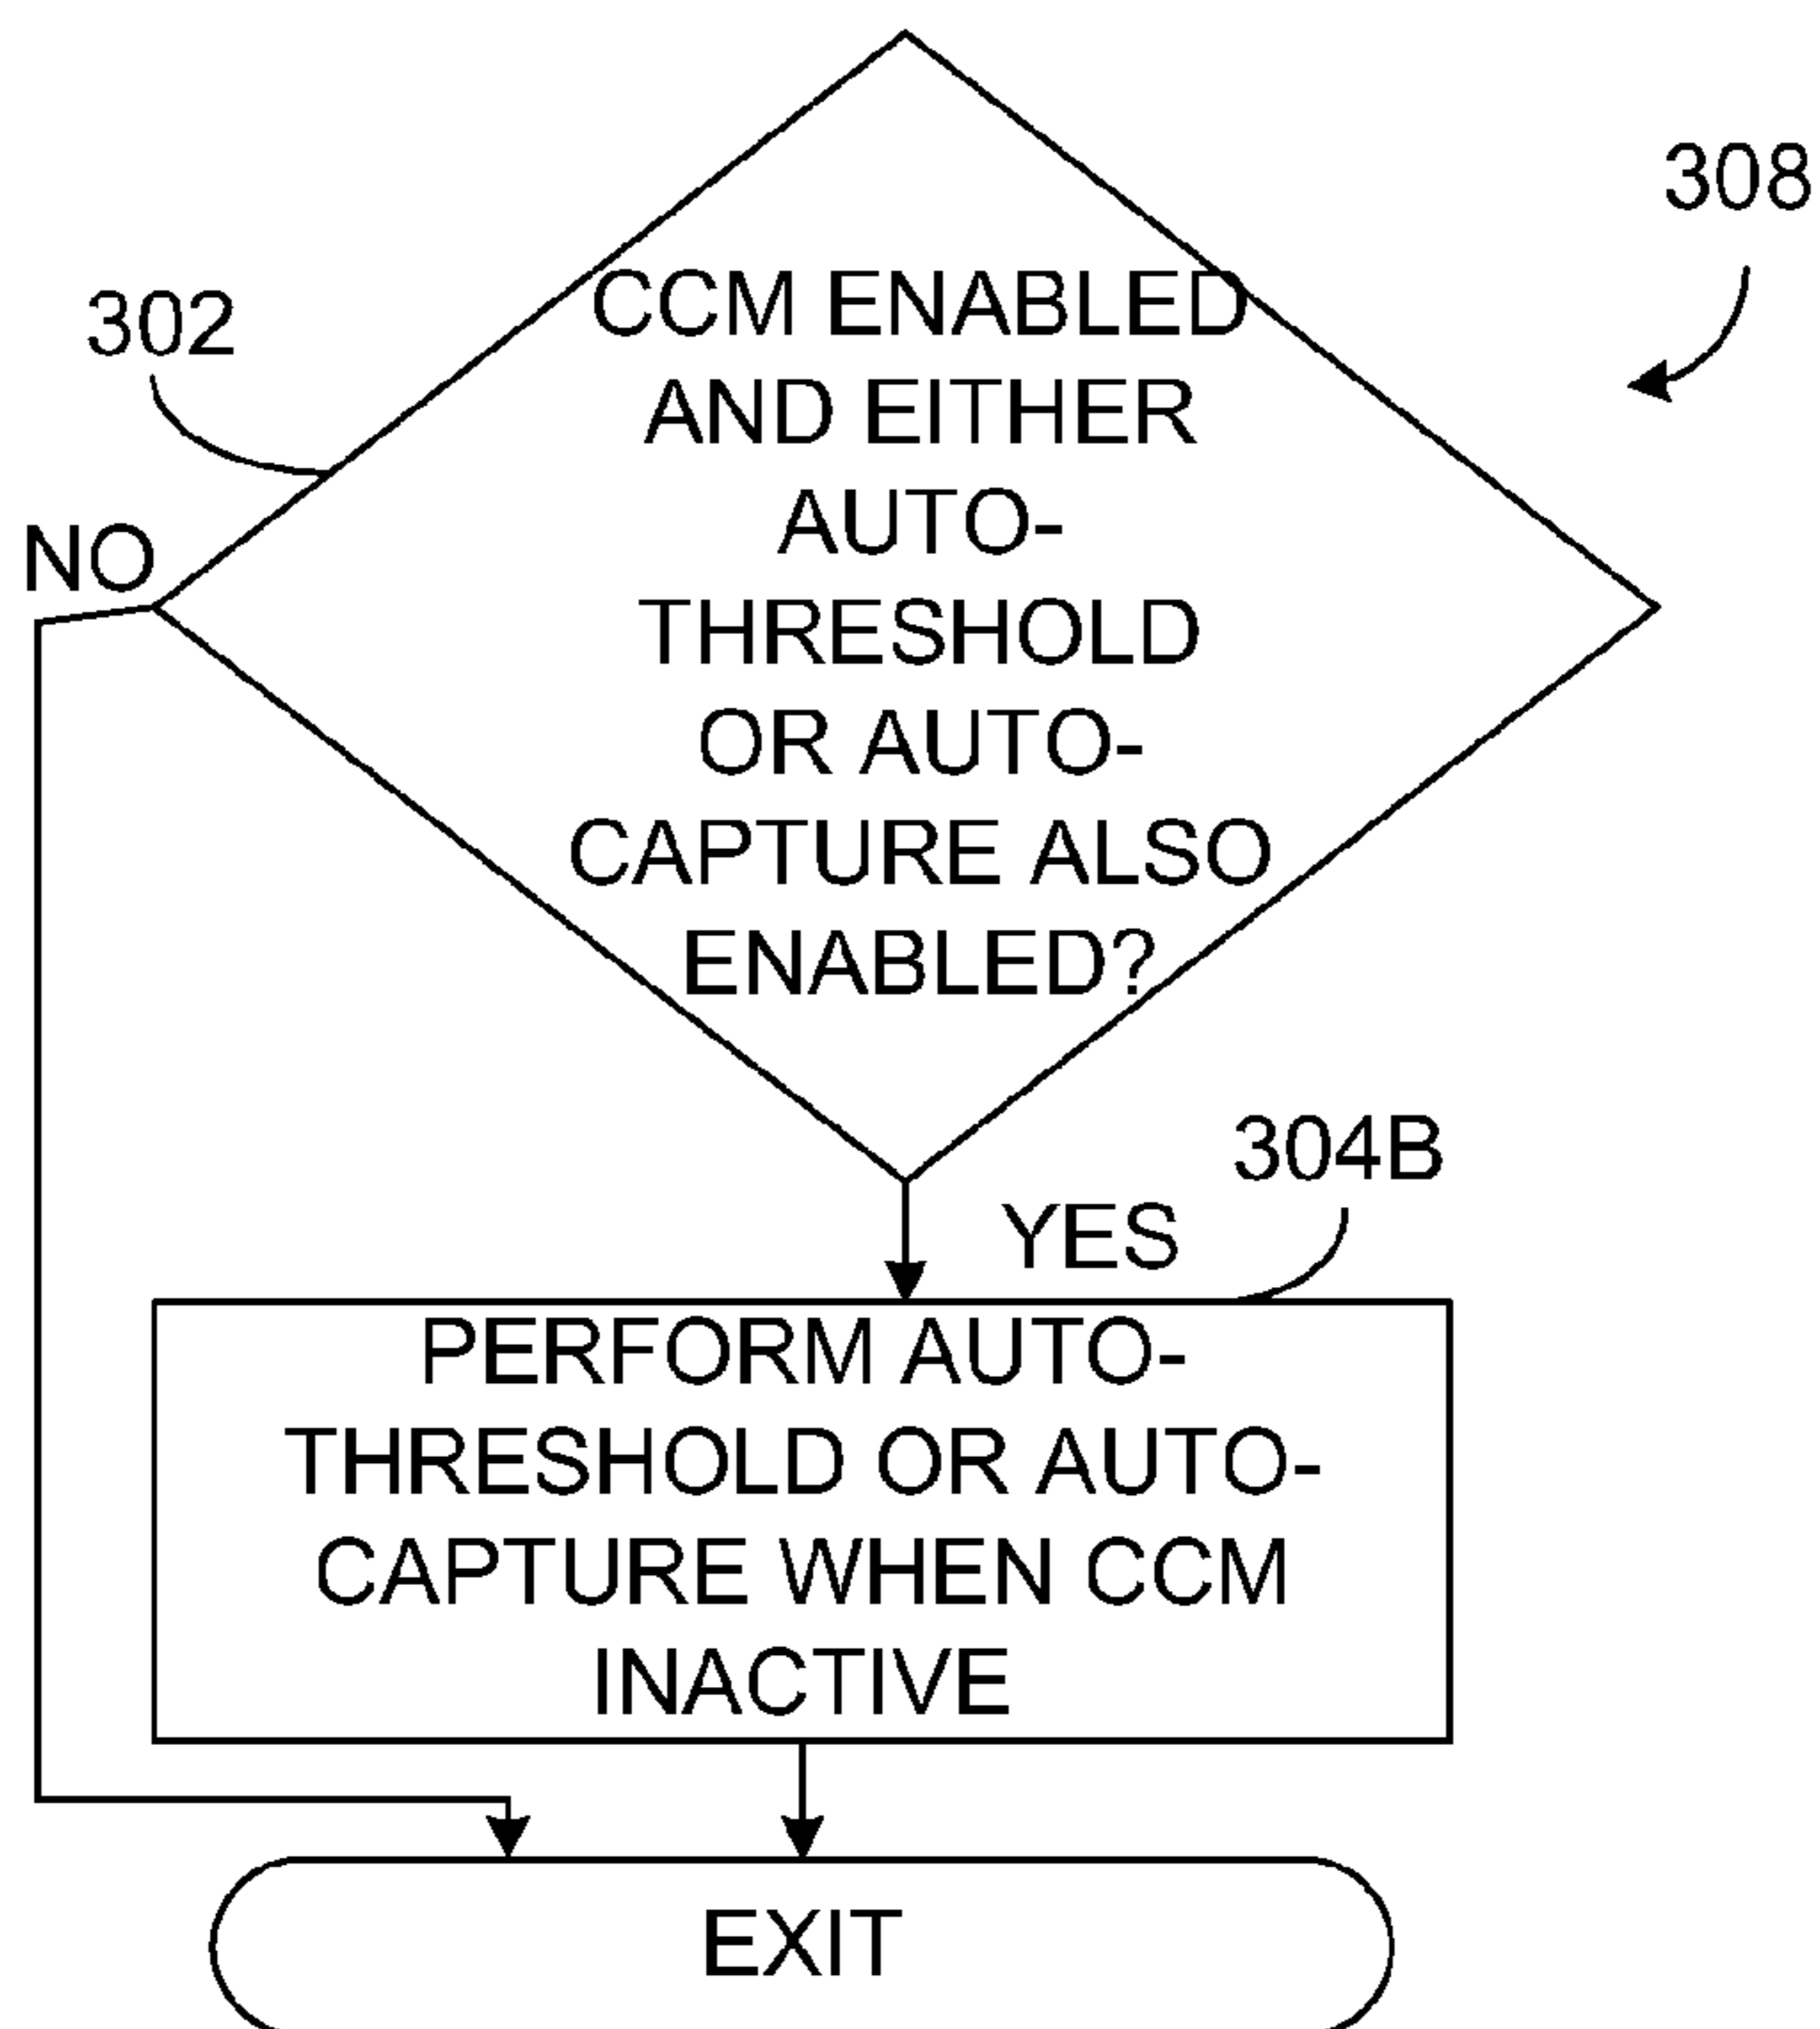 308
302
CCM ENABLED
AND EITHER
AUTO-
THRESHOLD
OR AUTO-
CAPTURE ALSO
ENABLED?
NO
304B
YES
PERFORM AUTO-
THRESHOLD OR AUTO-
CAPTURE WHEN CCM
INACTIVE
EXIT